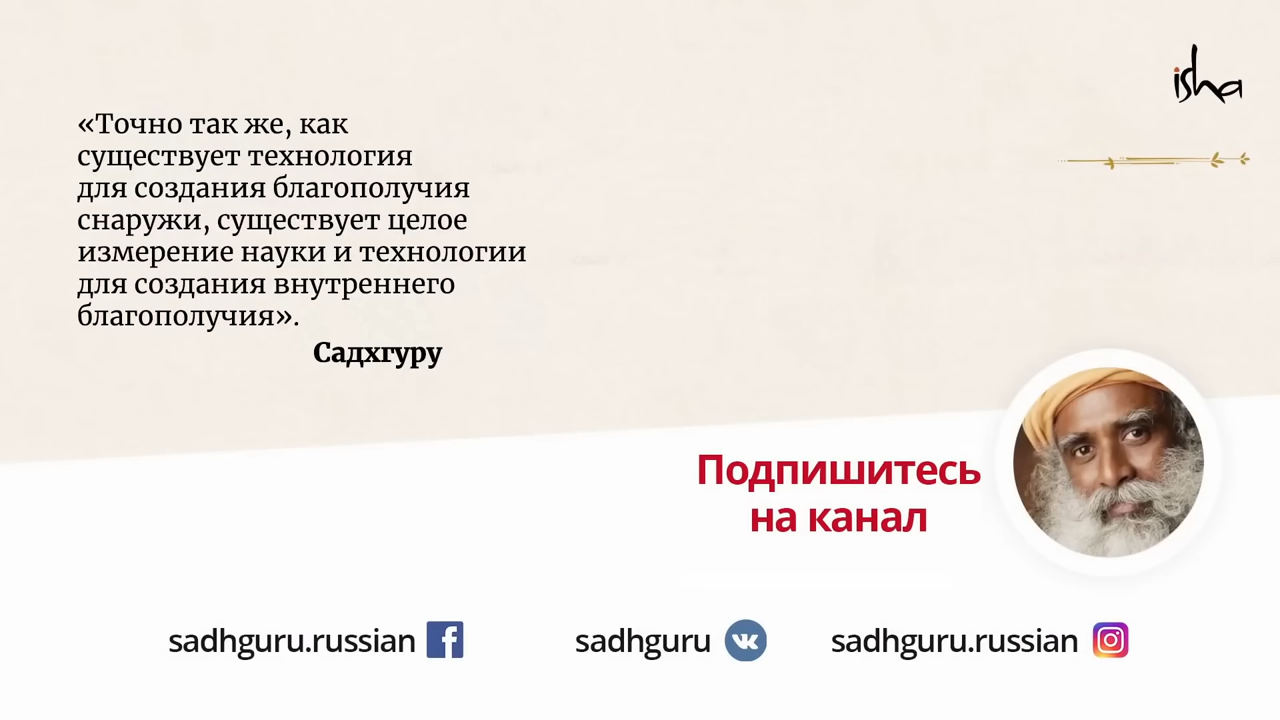 isha
«Точно так же, как
существует технология
для создания благополучия
снаружи, существует целое
измерение науки и технологии
для создания внутреннего
благополучия».
Садхгуру
Подпишитесь
на канал
sadhguru.russian
sadhguru
sadhguru.russian